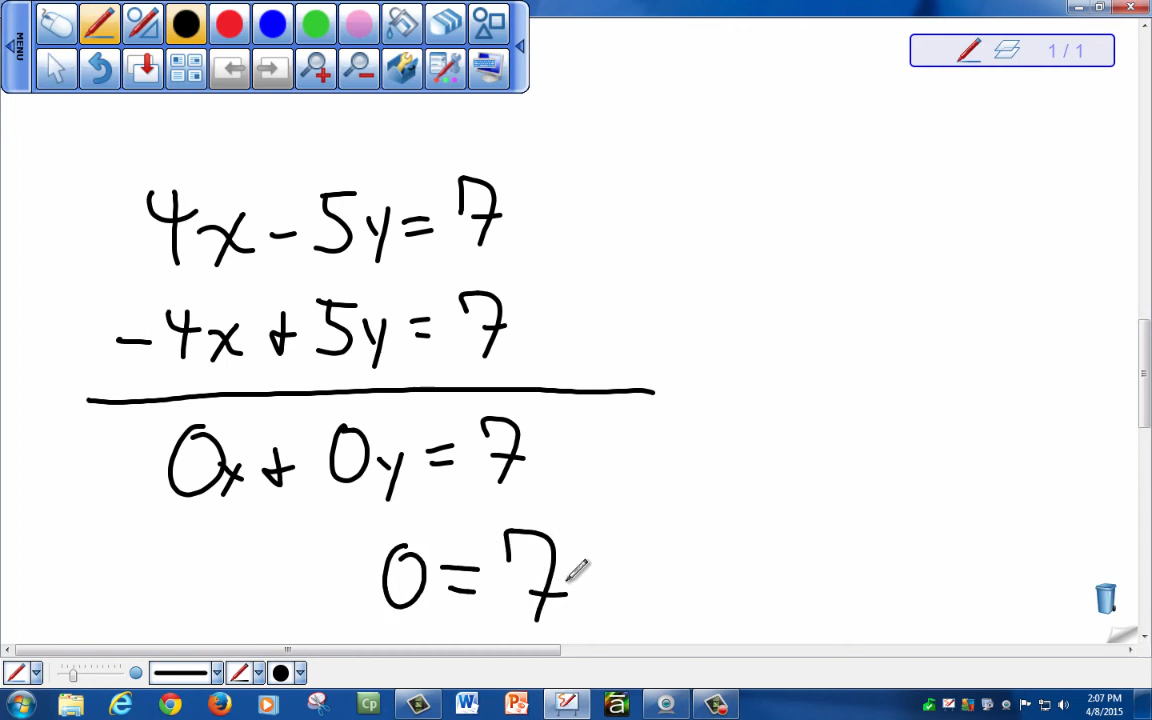 MENU
1 / 1
4x - 5y = 7
-4x + 5y = 7
0x + 0y = 7
0 = 7
Cp
W
P
ā
2:07 PM
4/8/2015